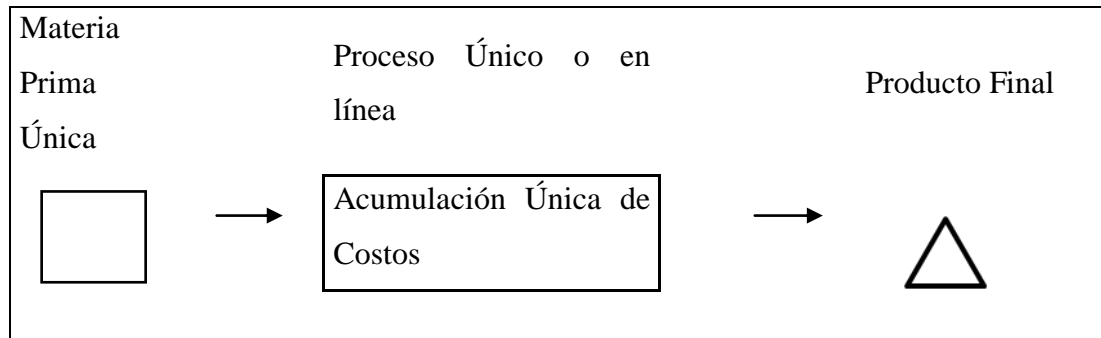 Materia
Prima
Única
Proceso Único o en
línea
Producto Final
Acumulación Única de
Costos